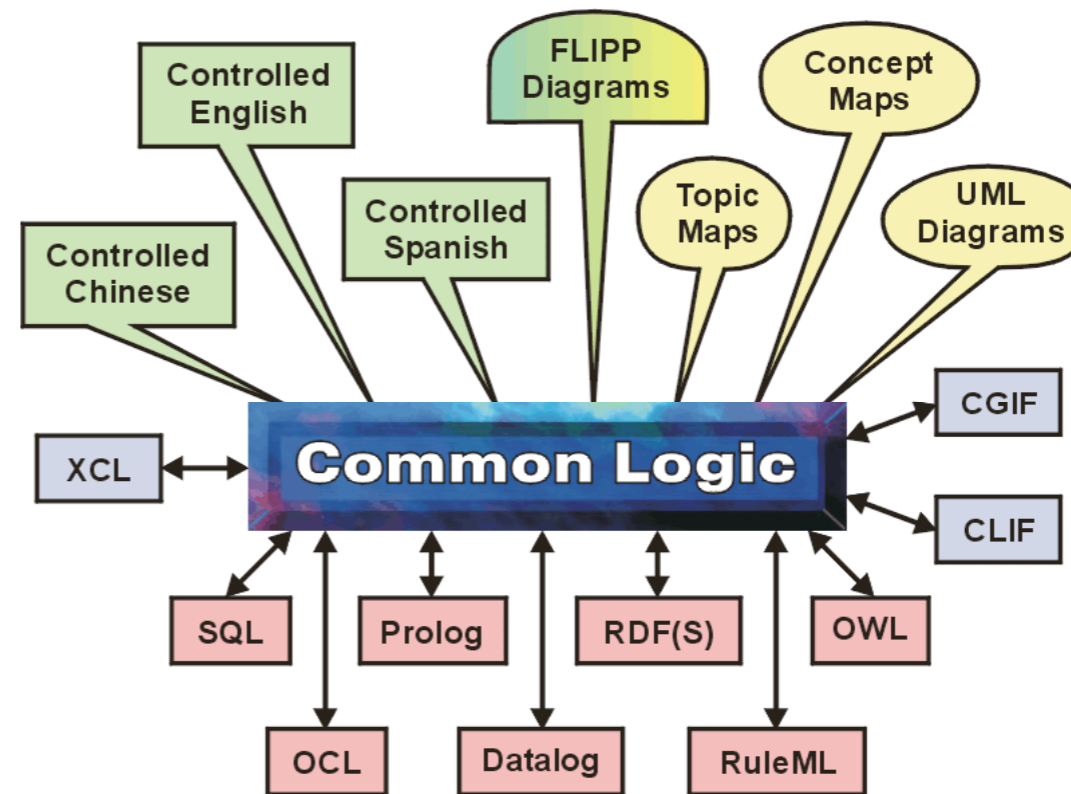 FLIPP
Diagrams
Controlled
English
Concept
Maps
Controlled
Spanish
Topic
Maps
UML
Diagrams
Controlled
Chinese
CGIF
XCL
Common Logic
CLIF
SQL
Prolog
RDF(S)
OWL
OCL
Datalog
RuleML